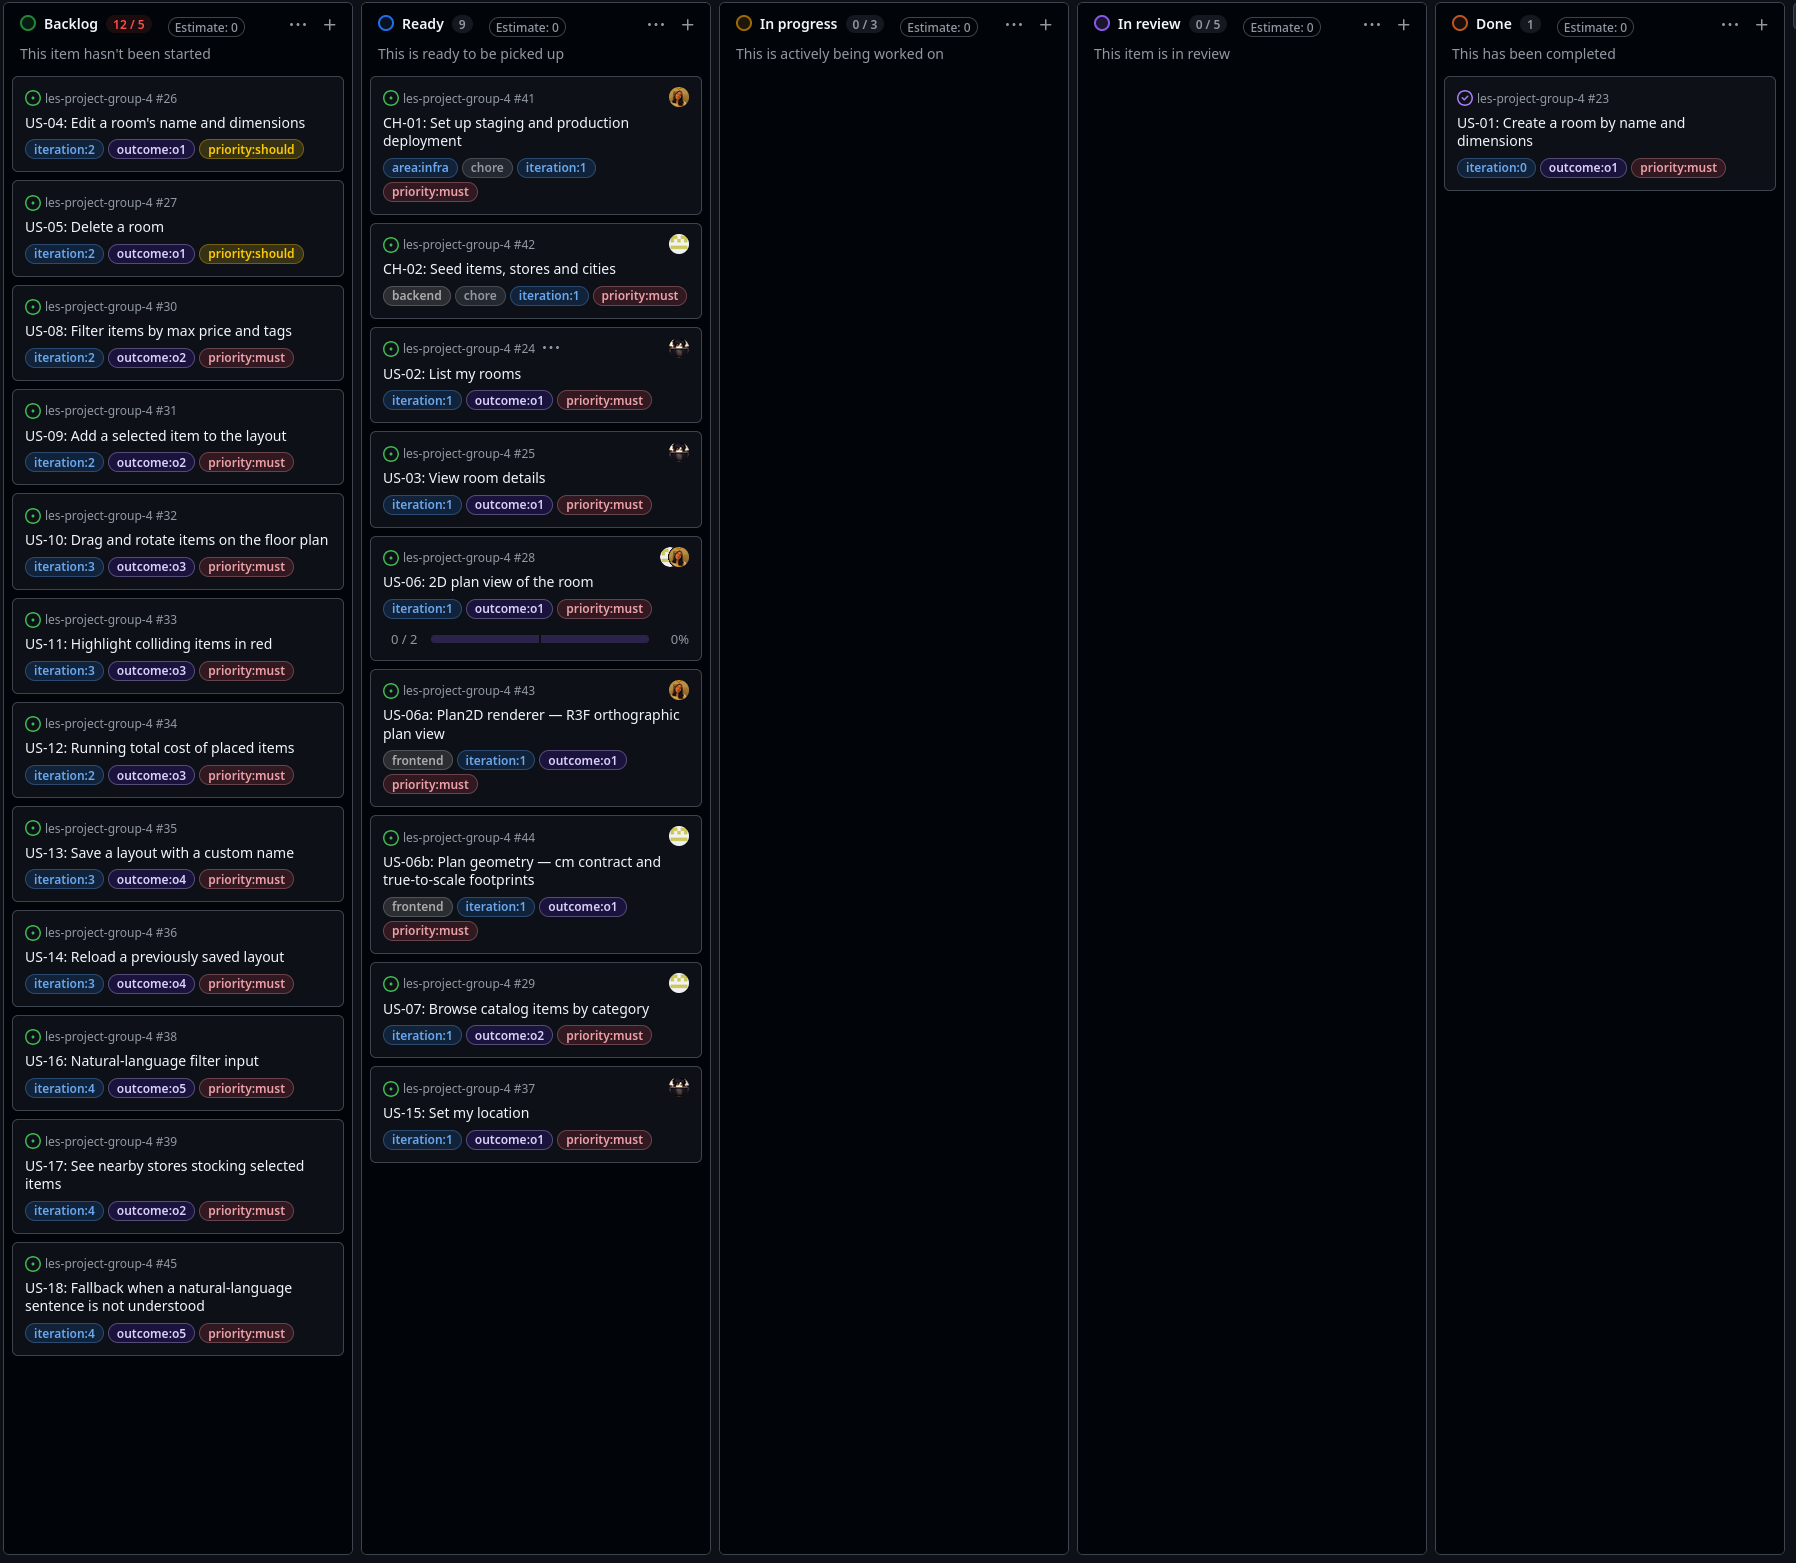 Backlog 12 / 5 Estimate: 0
This item hasn't been started
les-project-group-4 #26
US-04: Edit a room's name and dimensions
iteration:2 outcome:o1 priority:should
les-project-group-4 #27
US-05: Delete a room
iteration:2 outcome:o1 priority:should
les-project-group-4 #30
US-08: Filter items by max price and tags
iteration:2 outcome:o2 priority:must
les-project-group-4 #31
US-09: Add a selected item to the layout
iteration:2 outcome:o2 priority:must
les-project-group-4 #32
US-10: Drag and rotate items on the floor plan
iteration:3 outcome:o3 priority:must
les-project-group-4 #33
US-11: Highlight colliding items in red
iteration:3 outcome:o3 priority:must
les-project-group-4 #34
US-12: Running total cost of placed items
iteration:2 outcome:o3 priority:must
les-project-group-4 #35
US-13: Save a layout with a custom name
iteration:3 outcome:o4 priority:must
les-project-group-4 #36
US-14: Reload a previously saved layout
iteration:3 outcome:o4 priority:must
les-project-group-4 #38
US-16: Natural-language filter input
iteration:4 outcome:o5 priority:must
les-project-group-4 #39
US-17: See nearby stores stocking selected
items
iteration:4 outcome:o2 priority:must
les-project-group-4 #45
US-18: Fallback when a natural-language
sentence is not understood
iteration:4 outcome:o5 priority:must
Ready 9 Estimate: 0
This is ready to be picked up
les-project-group-4 #41
CH-01: Set up staging and production
deployment
area:infra chore iteration:1
priority:must
les-project-group-4 #42
CH-02: Seed items, stores and cities
backend chore iteration:1 priority:must
les-project-group-4 #24
US-02: List my rooms
iteration:1 outcome:o1 priority:must
les-project-group-4 #25
US-03: View room details
iteration:1 outcome:o1 priority:must
les-project-group-4 #28
US-06: 2D plan view of the room
iteration:1 outcome:o1 priority:must
0 / 2 0%
les-project-group-4 #43
US-06a: Plan2D renderer — R3F orthographic
plan view
frontend iteration:1 outcome:o1
priority:must
les-project-group-4 #44
US-06b: Plan geometry — cm contract and
true-to-scale footprints
frontend iteration:1 outcome:o1
priority:must
les-project-group-4 #29
US-07: Browse catalog items by category
iteration:1 outcome:o2 priority:must
les-project-group-4 #37
US-15: Set my location
iteration:1 outcome:o1 priority:must
In progress 0 / 3 Estimate: 0
This is actively being worked on
In review 0 / 5 Estimate: 0
This item is in review
Done 1 Estimate: 0
This has been completed
les-project-group-4 #23
US-01: Create a room by name and
dimensions
iteration:0 outcome:o1 priority:must